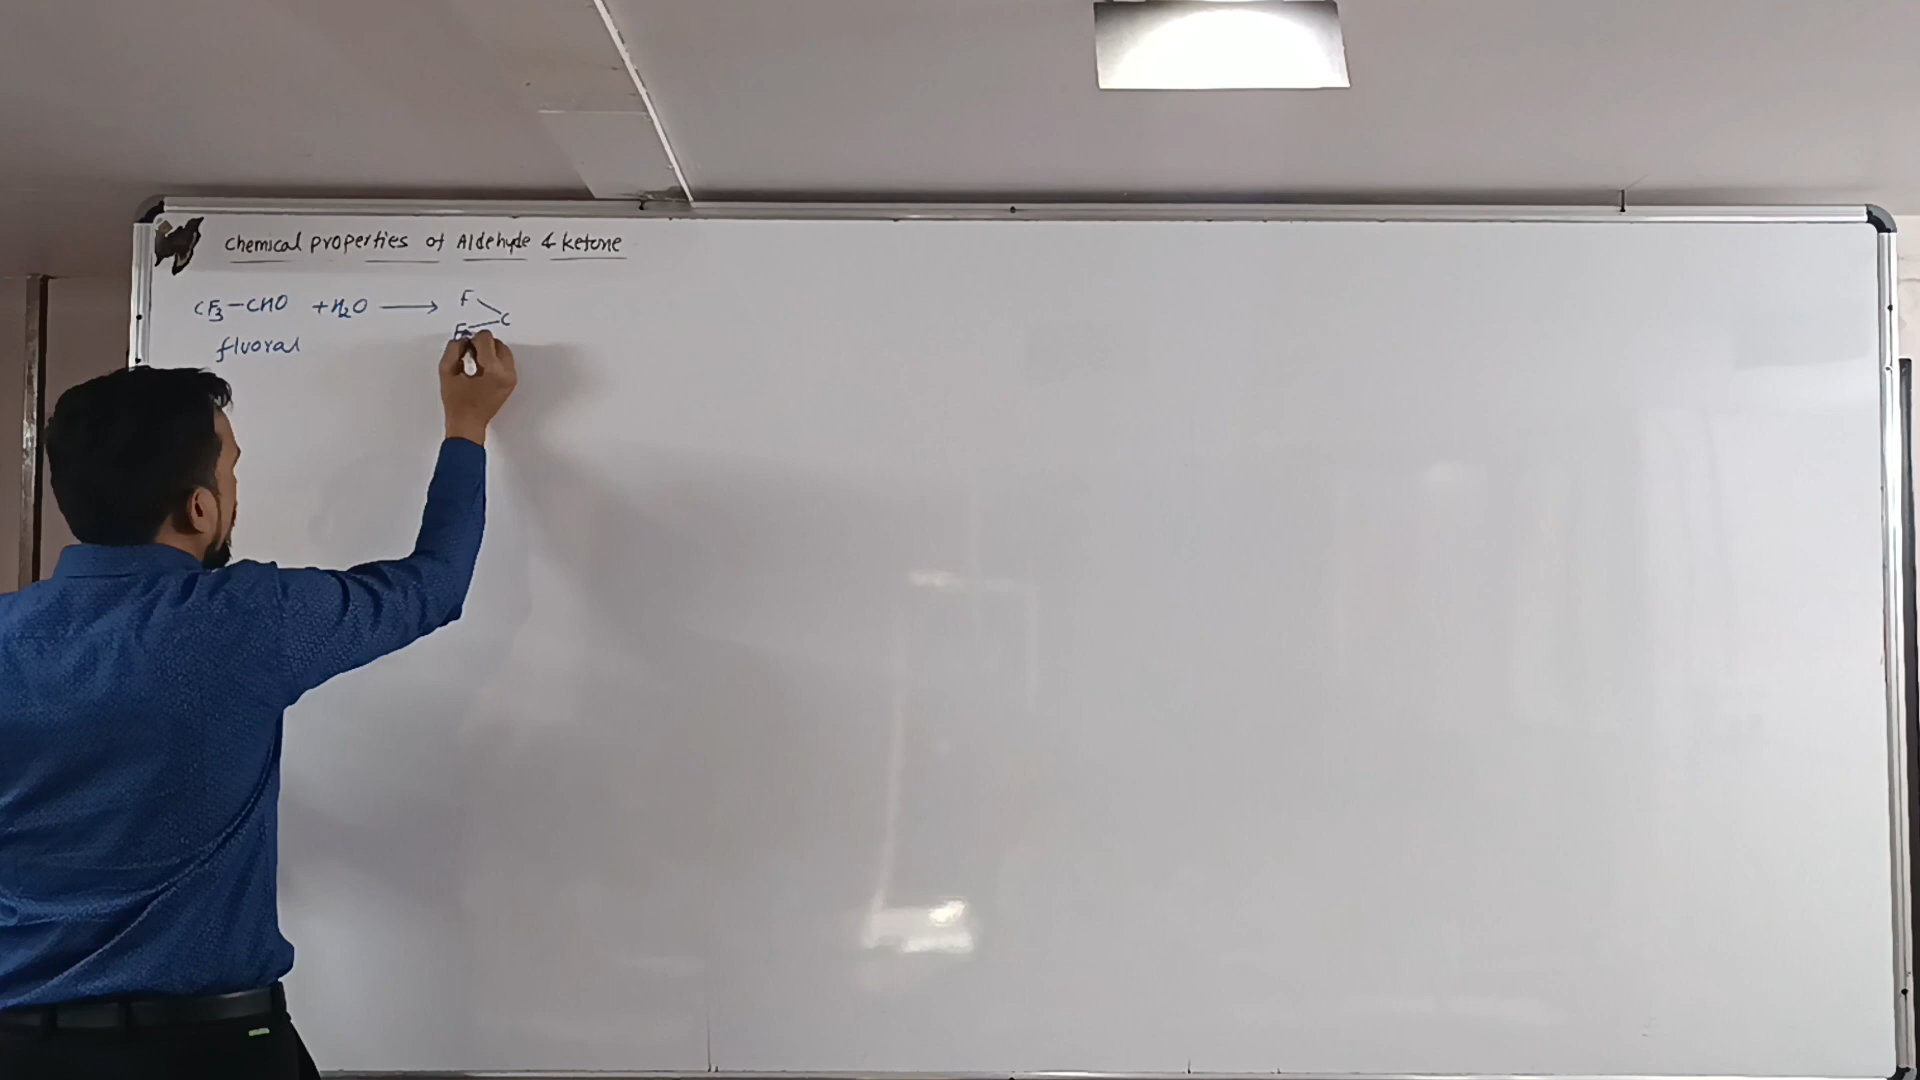 Chemical properties of Aldehyde & ketone
CF3-CHO + H2O ⟶ F
C
F
fluoral